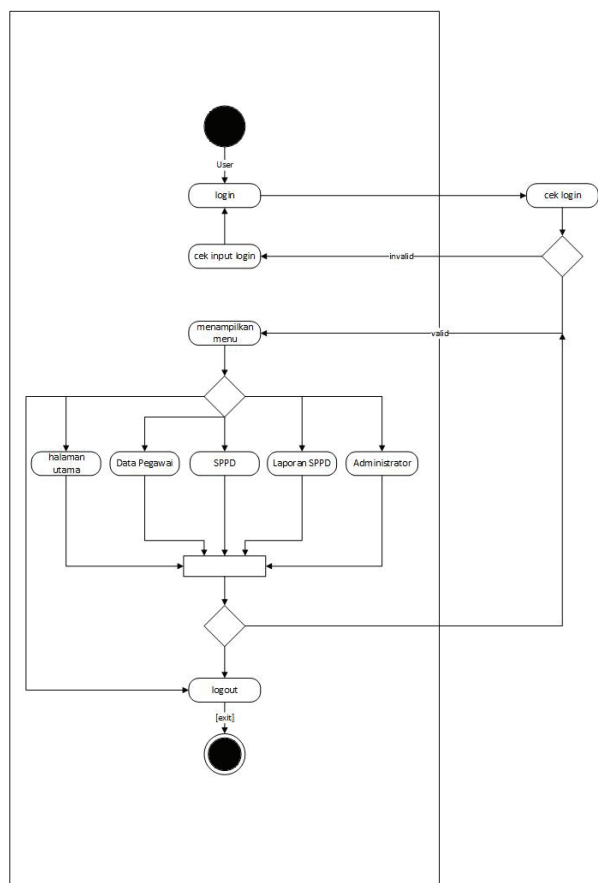 User
login
cek login
cek input login
invalid
menampilkan
menu
valid
halaman
utama
Data Pegawai
SPPD
Laporan SPPD
Administrator
logout
[exit]